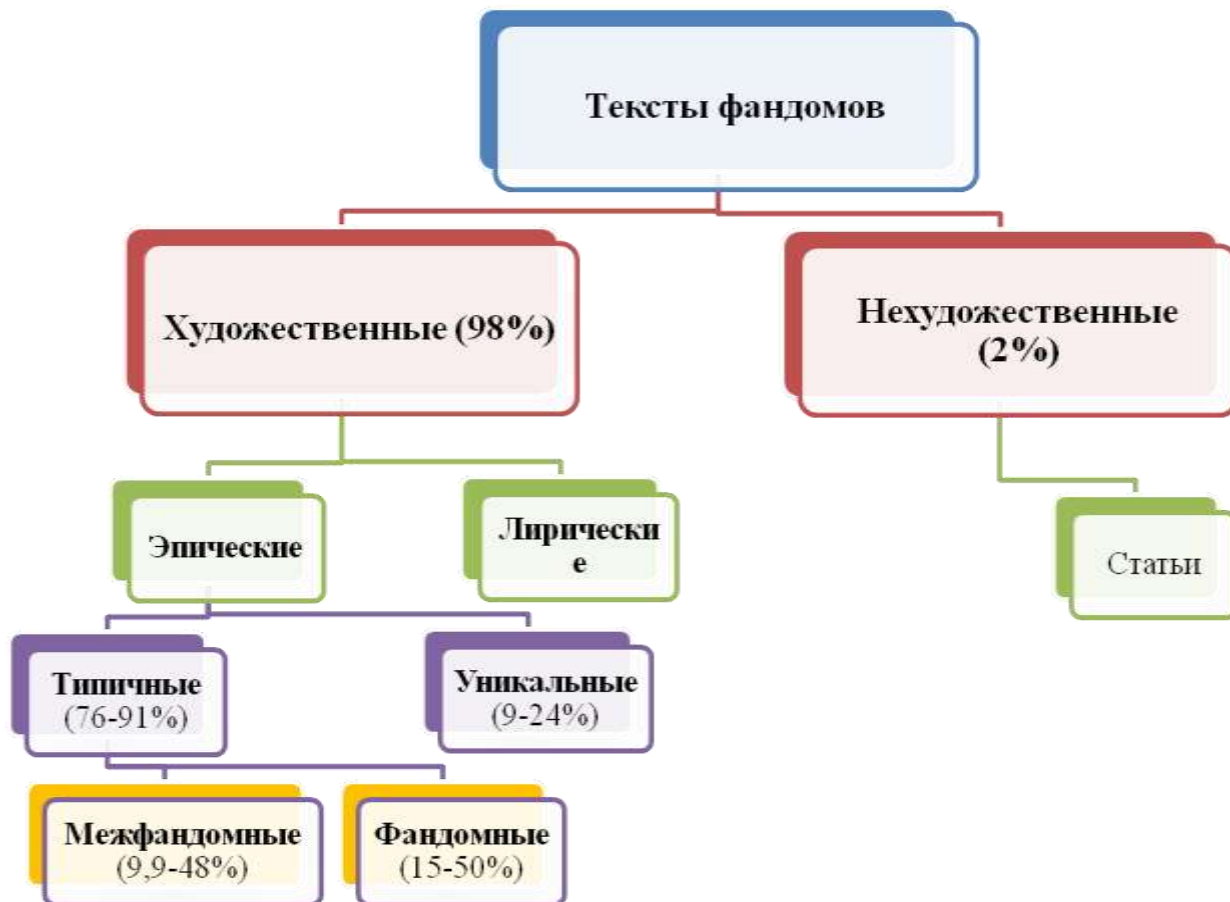 Тексты фандомов
Художественные (98%)
Нехудожественные
(2%)
Эпические
Лирически
е
Статьи
Типичные
(76-91%)
Уникальные
(9-24%)
Межфандомные
(9,9-48%)
Фандомные
(15-50%)